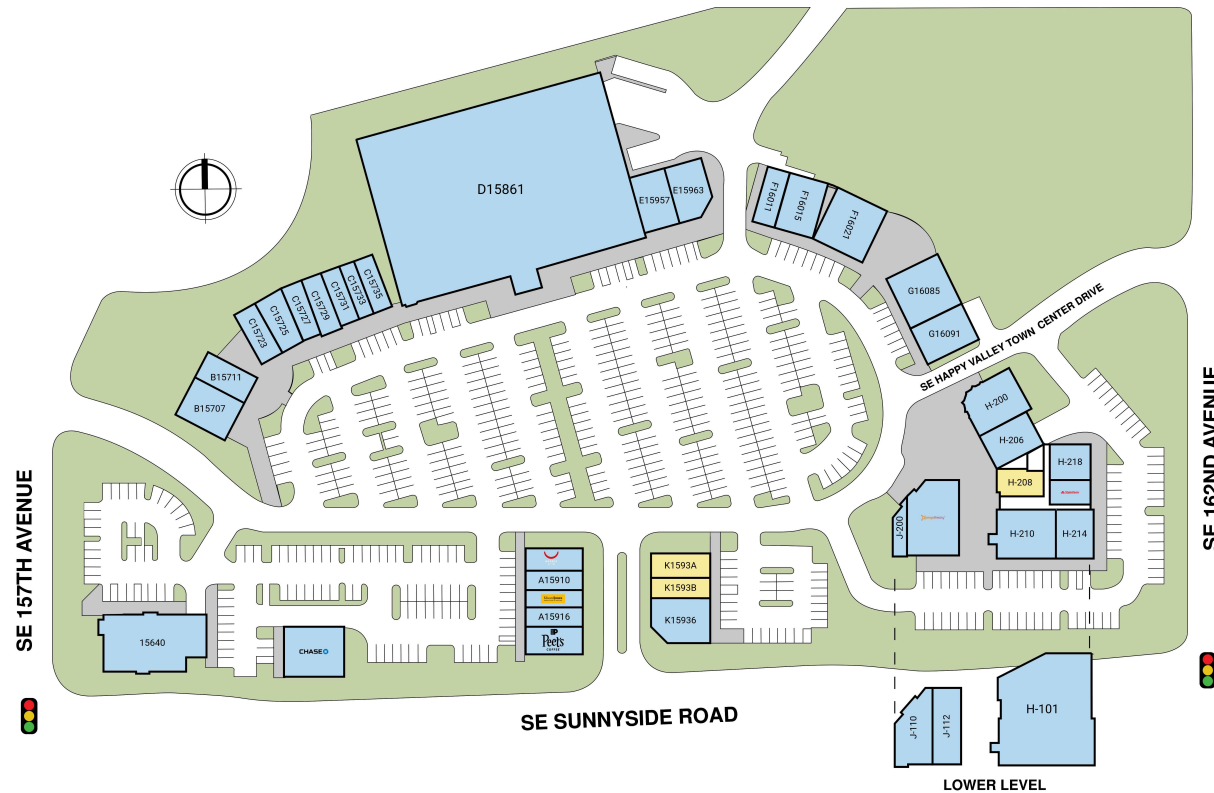 D15861
E15957
E15963
F16011
F16015
F16021
G16085
G16091
SE HAPPY VALLEY TOWN CENTER DRIVE
C15735
C15733
C15731
C15729
C15727
C15725
C15723
B15711
B15707
H-200
H-206
H-208
H-218
H-210
H-214
J-200
SE 157TH AVENUE
SE 162ND AVENUE
A15910
A15916
Peet's
COFFEE
K1593A
K1593B
K15936
15640
CHASE
SE SUNNYSIDE ROAD
J-110
J-112
H-101
LOWER LEVEL